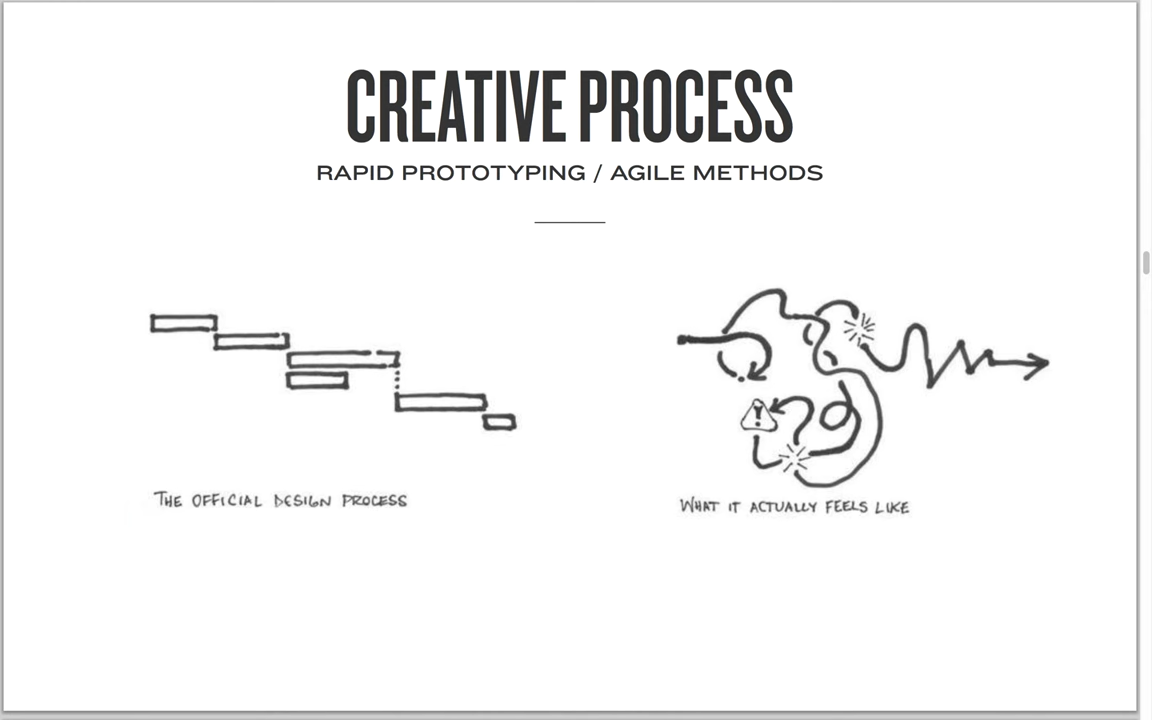 CREATIVE PROCESS
RAPID PROTOTYPING / AGILE METHODS
THE OFFICIAL DESIGN PROCESS
WHAT IT ACTUALLY FEELS LIKE
!